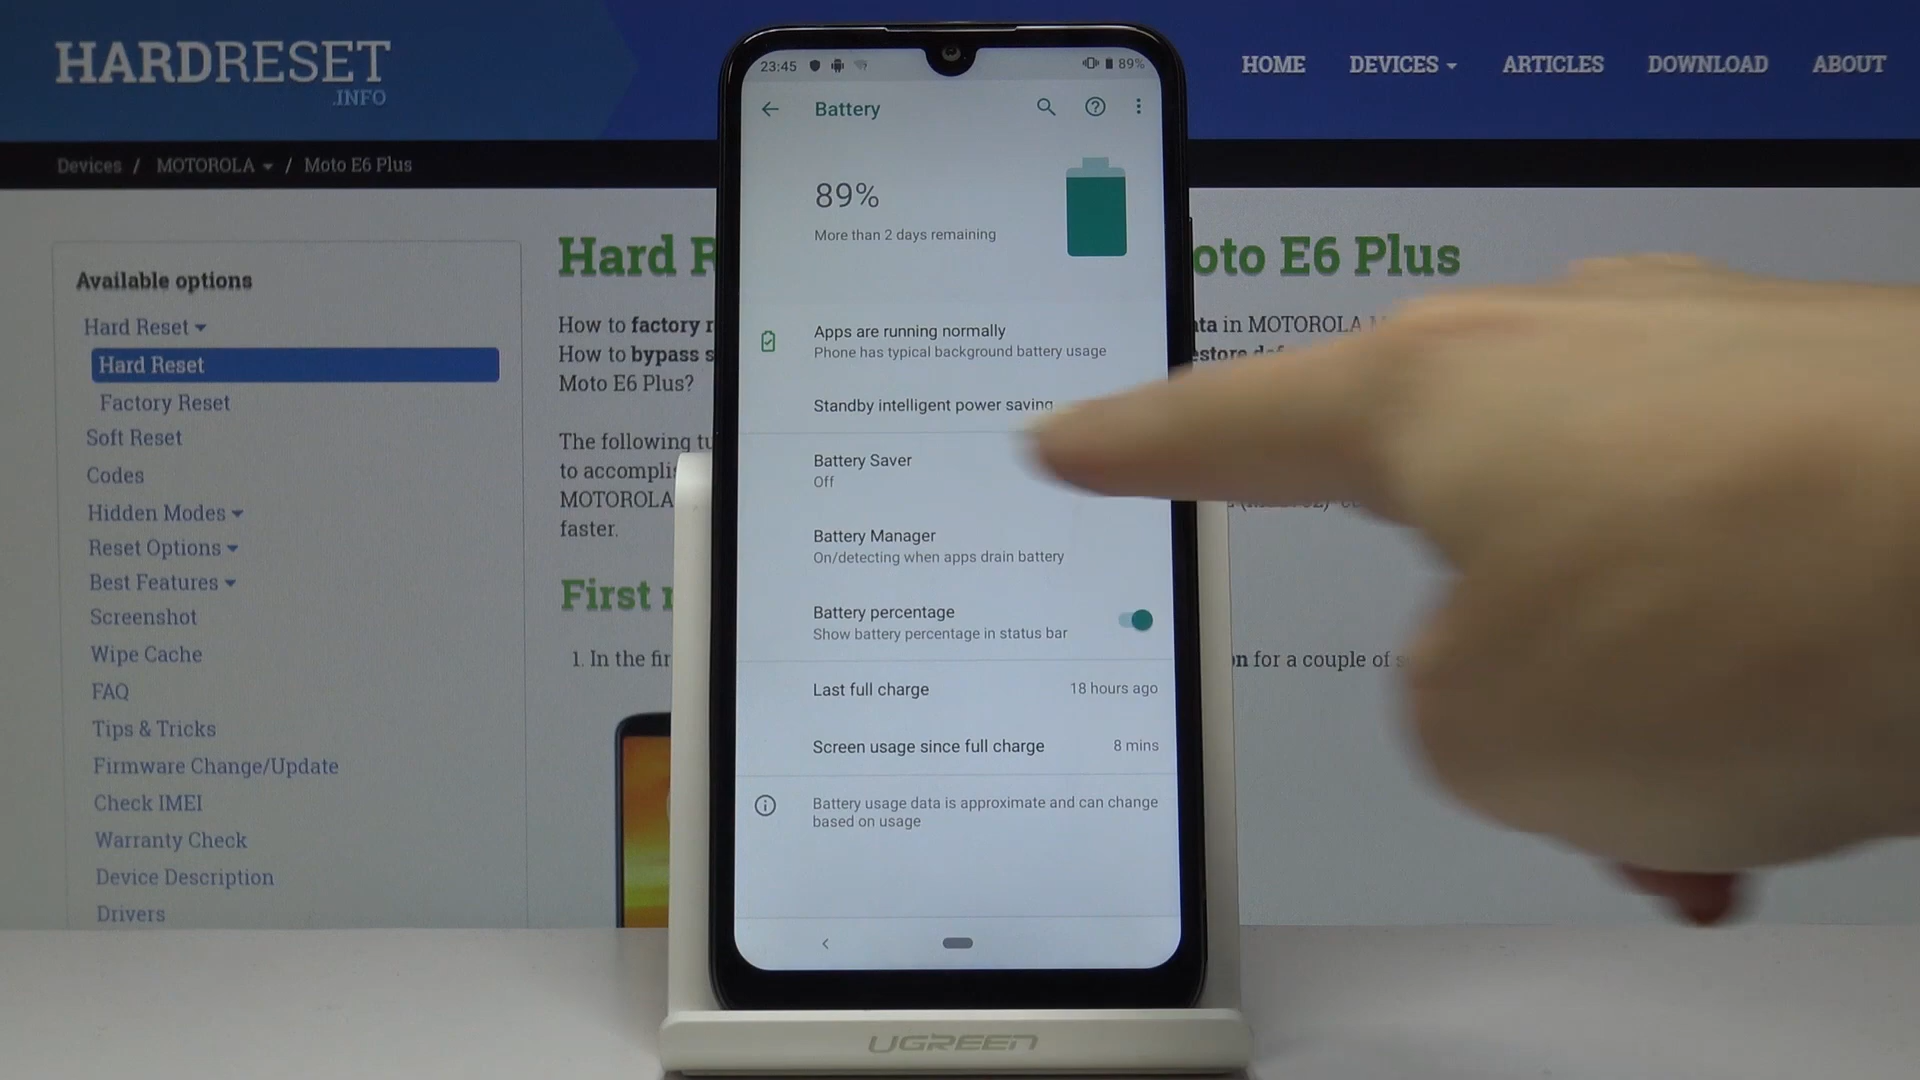 HARDRESET
.INFO
HOME
DEVICES
ARTICLES
DOWNLOAD
ABOUT
Devices / MOTOROLA / Moto E6 Plus
Available options
Hard Reset
Hard Reset
Factory Reset
Soft Reset
Codes
Hidden Modes
Reset Options
Best Features
Screenshot
Wipe Cache
FAQ
Tips & Tricks
Firmware Change/Update
Check IMEI
Warranty Check
Device Description
Drivers
Hard
oto E6 Plus
How to factory
in MOTOROLA
How to bypass
Moto E6 Plus?
The following
MOTOROLA
faster.
First
1. In the
for a couple of
23:45
89%
Battery
89%
More than 2 days remaining
Apps are running normally
Phone has typical background battery usage
Standby intelligent power saving
Battery Saver
Off
Battery Manager
On/detecting when apps drain battery
Battery percentage
Show battery percentage in status bar
Last full charge
18 hours ago
Screen usage since full charge
8 mins
Battery usage data is approximate and can change
based on usage
UGREEN